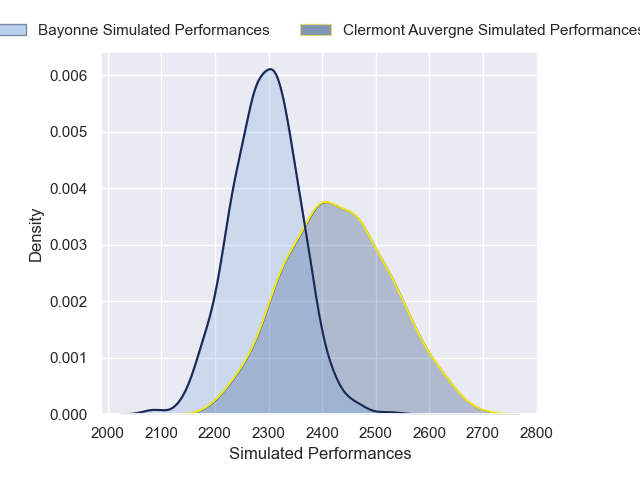 Bayonne Simulated Performances
Clermont Auvergne Simulated Performances
0.006
0.005
0.004
0.003
0.002
0.001
0.000
Density
2000 2100 2200 2300 2400 2500 2600 2700 2800
Simulated Performances